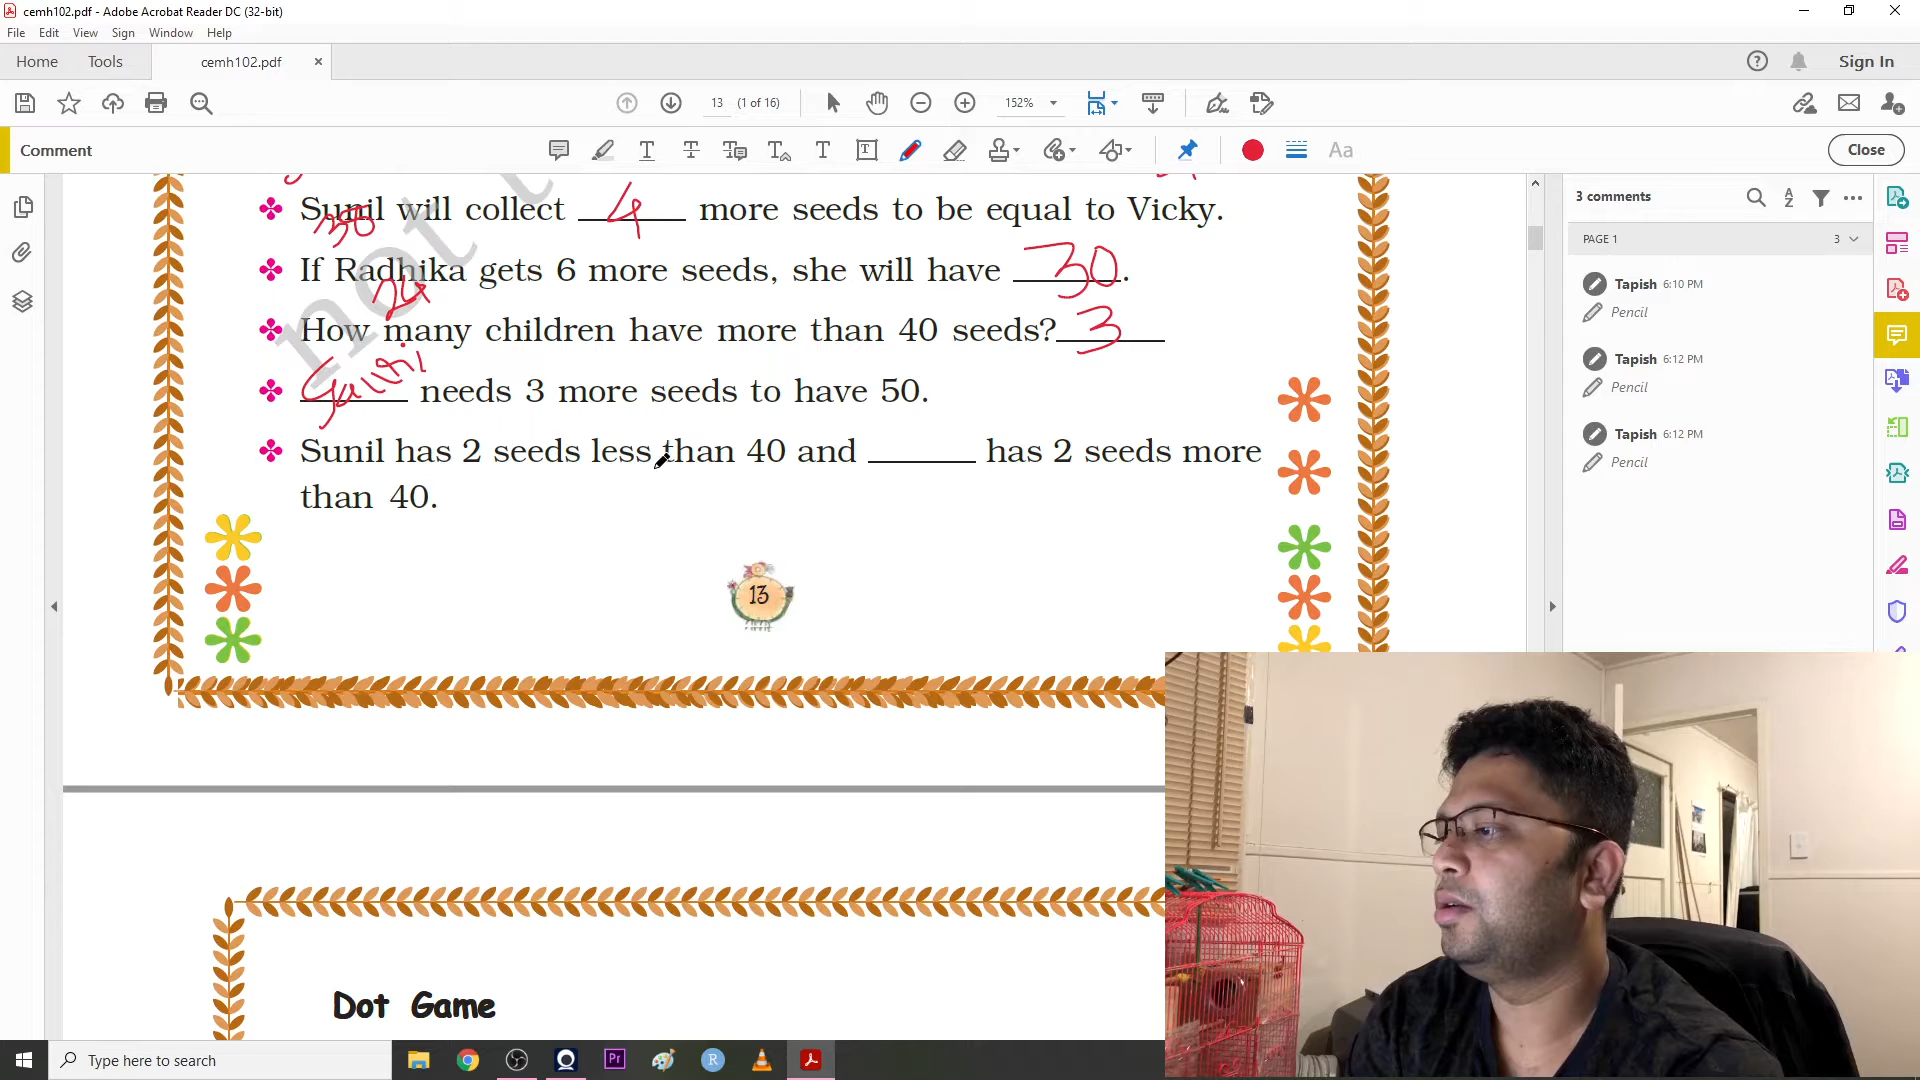 cemh102.pdf - Adobe Acrobat Reader DC (32-bit)
File Edit View Sign Window Help
Home Tools cemh102.pdf Sign In
13 (1 of 16) 152%
Comment Close
Sunil will collect 4 more seeds to be equal to Vicky.
38
If Radhika gets 6 more seeds, she will have 30.
24
How many children have more than 40 seeds? 3
needs 3 more seeds to have 50.
Sunil has 2 seeds less than 40 and ______ has 2 seeds more
than 40.
13
not t
Dot Game
3 comments
PAGE 1 3
Tapish 6:10 PM
Pencil
Tapish 6:12 PM
Pencil
Tapish 6:12 PM
Pencil
Type here to search